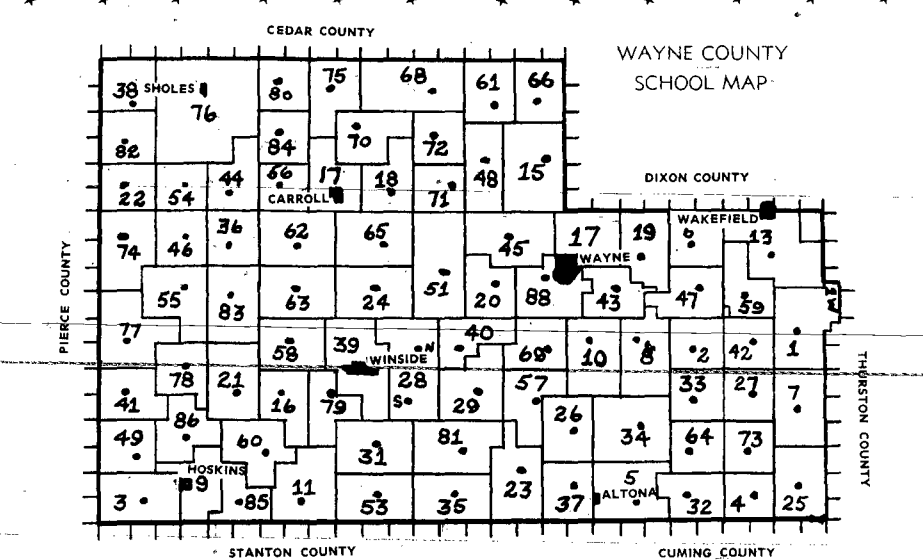 CEDAR COUNTY
WAYNE COUNTY
SCHOOL MAP
38 SHOLES 76 80 75 68 61 66
82 84 70 72 48 15
DIXON COUNTY
22 54 44 66 17 18 71
CARROLL
WAKEFIELD
74 46 36 62 65 45 17 19 6 13
WAYNE
PIERCE COUNTY
55 83 63 24 51 20 88 43 47 59
77 58 39 N 40 69 10 8 2 42 1
WINSIDE
78 21 28 57 33 27 7
41 16 79 S 29 26
THURSTON COUNTY
86
49 60 31 81 34 64 73
HOSKINS
9 5
ALTONA
3 85 11 53 35 23 37 32 4 25
STANTON COUNTY
CUMING COUNTY